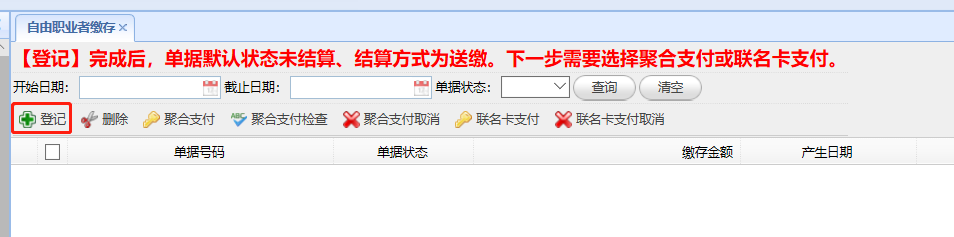 自由职业者缴存
【登记】完成后，单据默认状态未结算、结算方式为送缴。下一步需要选择聚合支付或联名卡支付。
开始日期： 截止日期： 单据状态： 查询 清空
登记 删除 聚合支付 聚合支付检查 聚合支付取消 联名卡支付 联名卡支付取消
单据号码 单据状态 缴存金额 产生日期